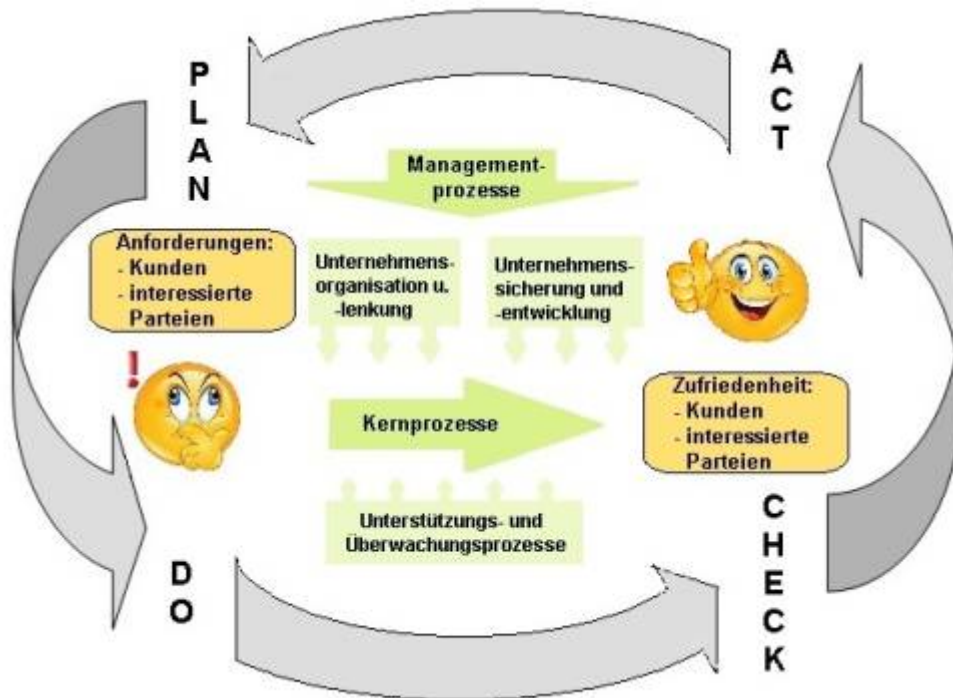 PLAN
ACT
Management-
prozesse
Anforderungen:
- Kunden
- interessierte
Parteien
Unternehmens-
organisation u.
-lenkung
Unternehmens-
sicherung und
-entwicklung
!
Kernprozesse
Zufriedenheit:
- Kunden
- interessierte
Parteien
Unterstützungs- und
Überwachungsprozesse
DO
CHECK